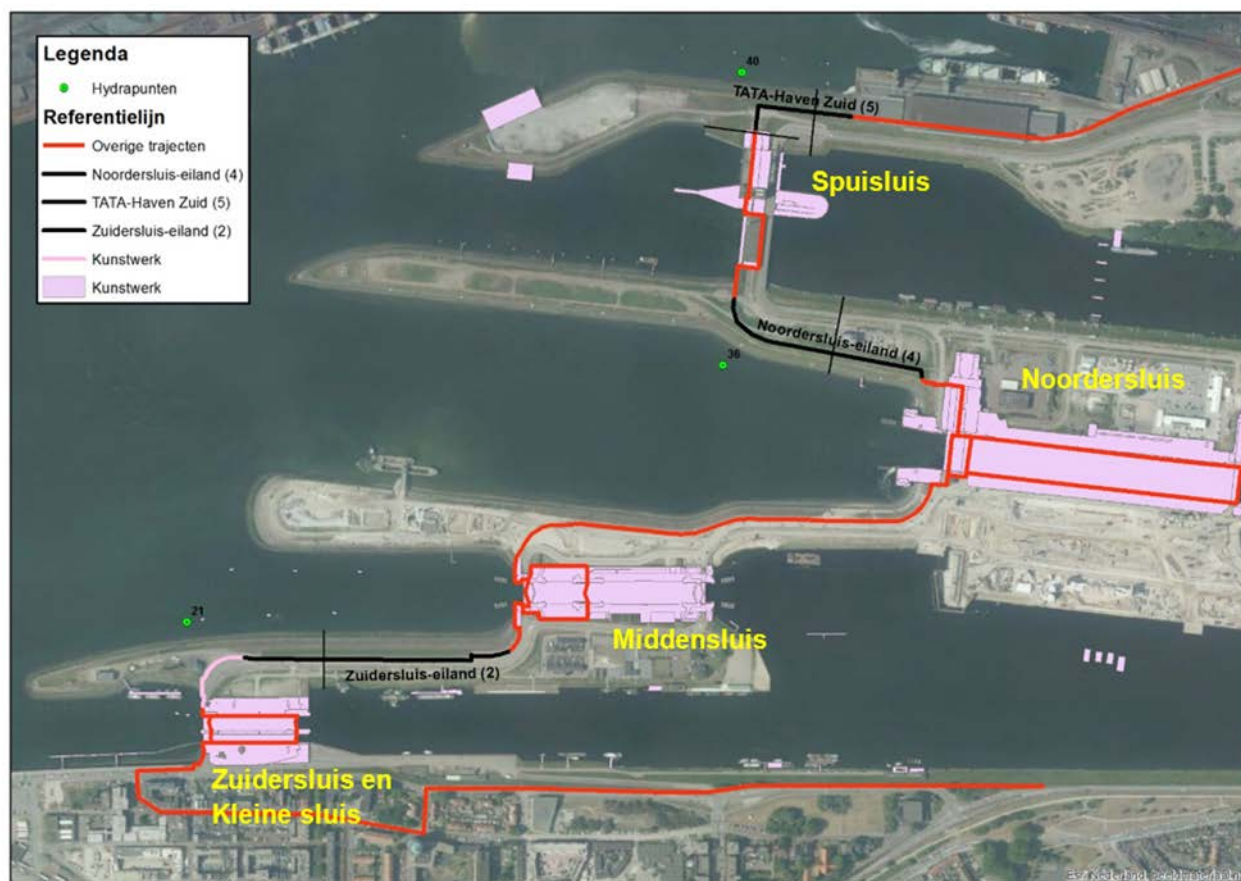 Legenda
Hydrapunten
Referentielijn
Overige trajecten
Noordersluis-eiland (4)
TATA-Haven Zuid (5)
Zuidersluis-eiland (2)
Kunstwerk
Kunstwerk
40
TATA-Haven Zuid (5)
Spuisluis
Noordersluis-eiland (4)
36
Noordersluis
21
Middensluis
Zuidersluis-eiland (2)
Zuidersluis en
Kleine sluis